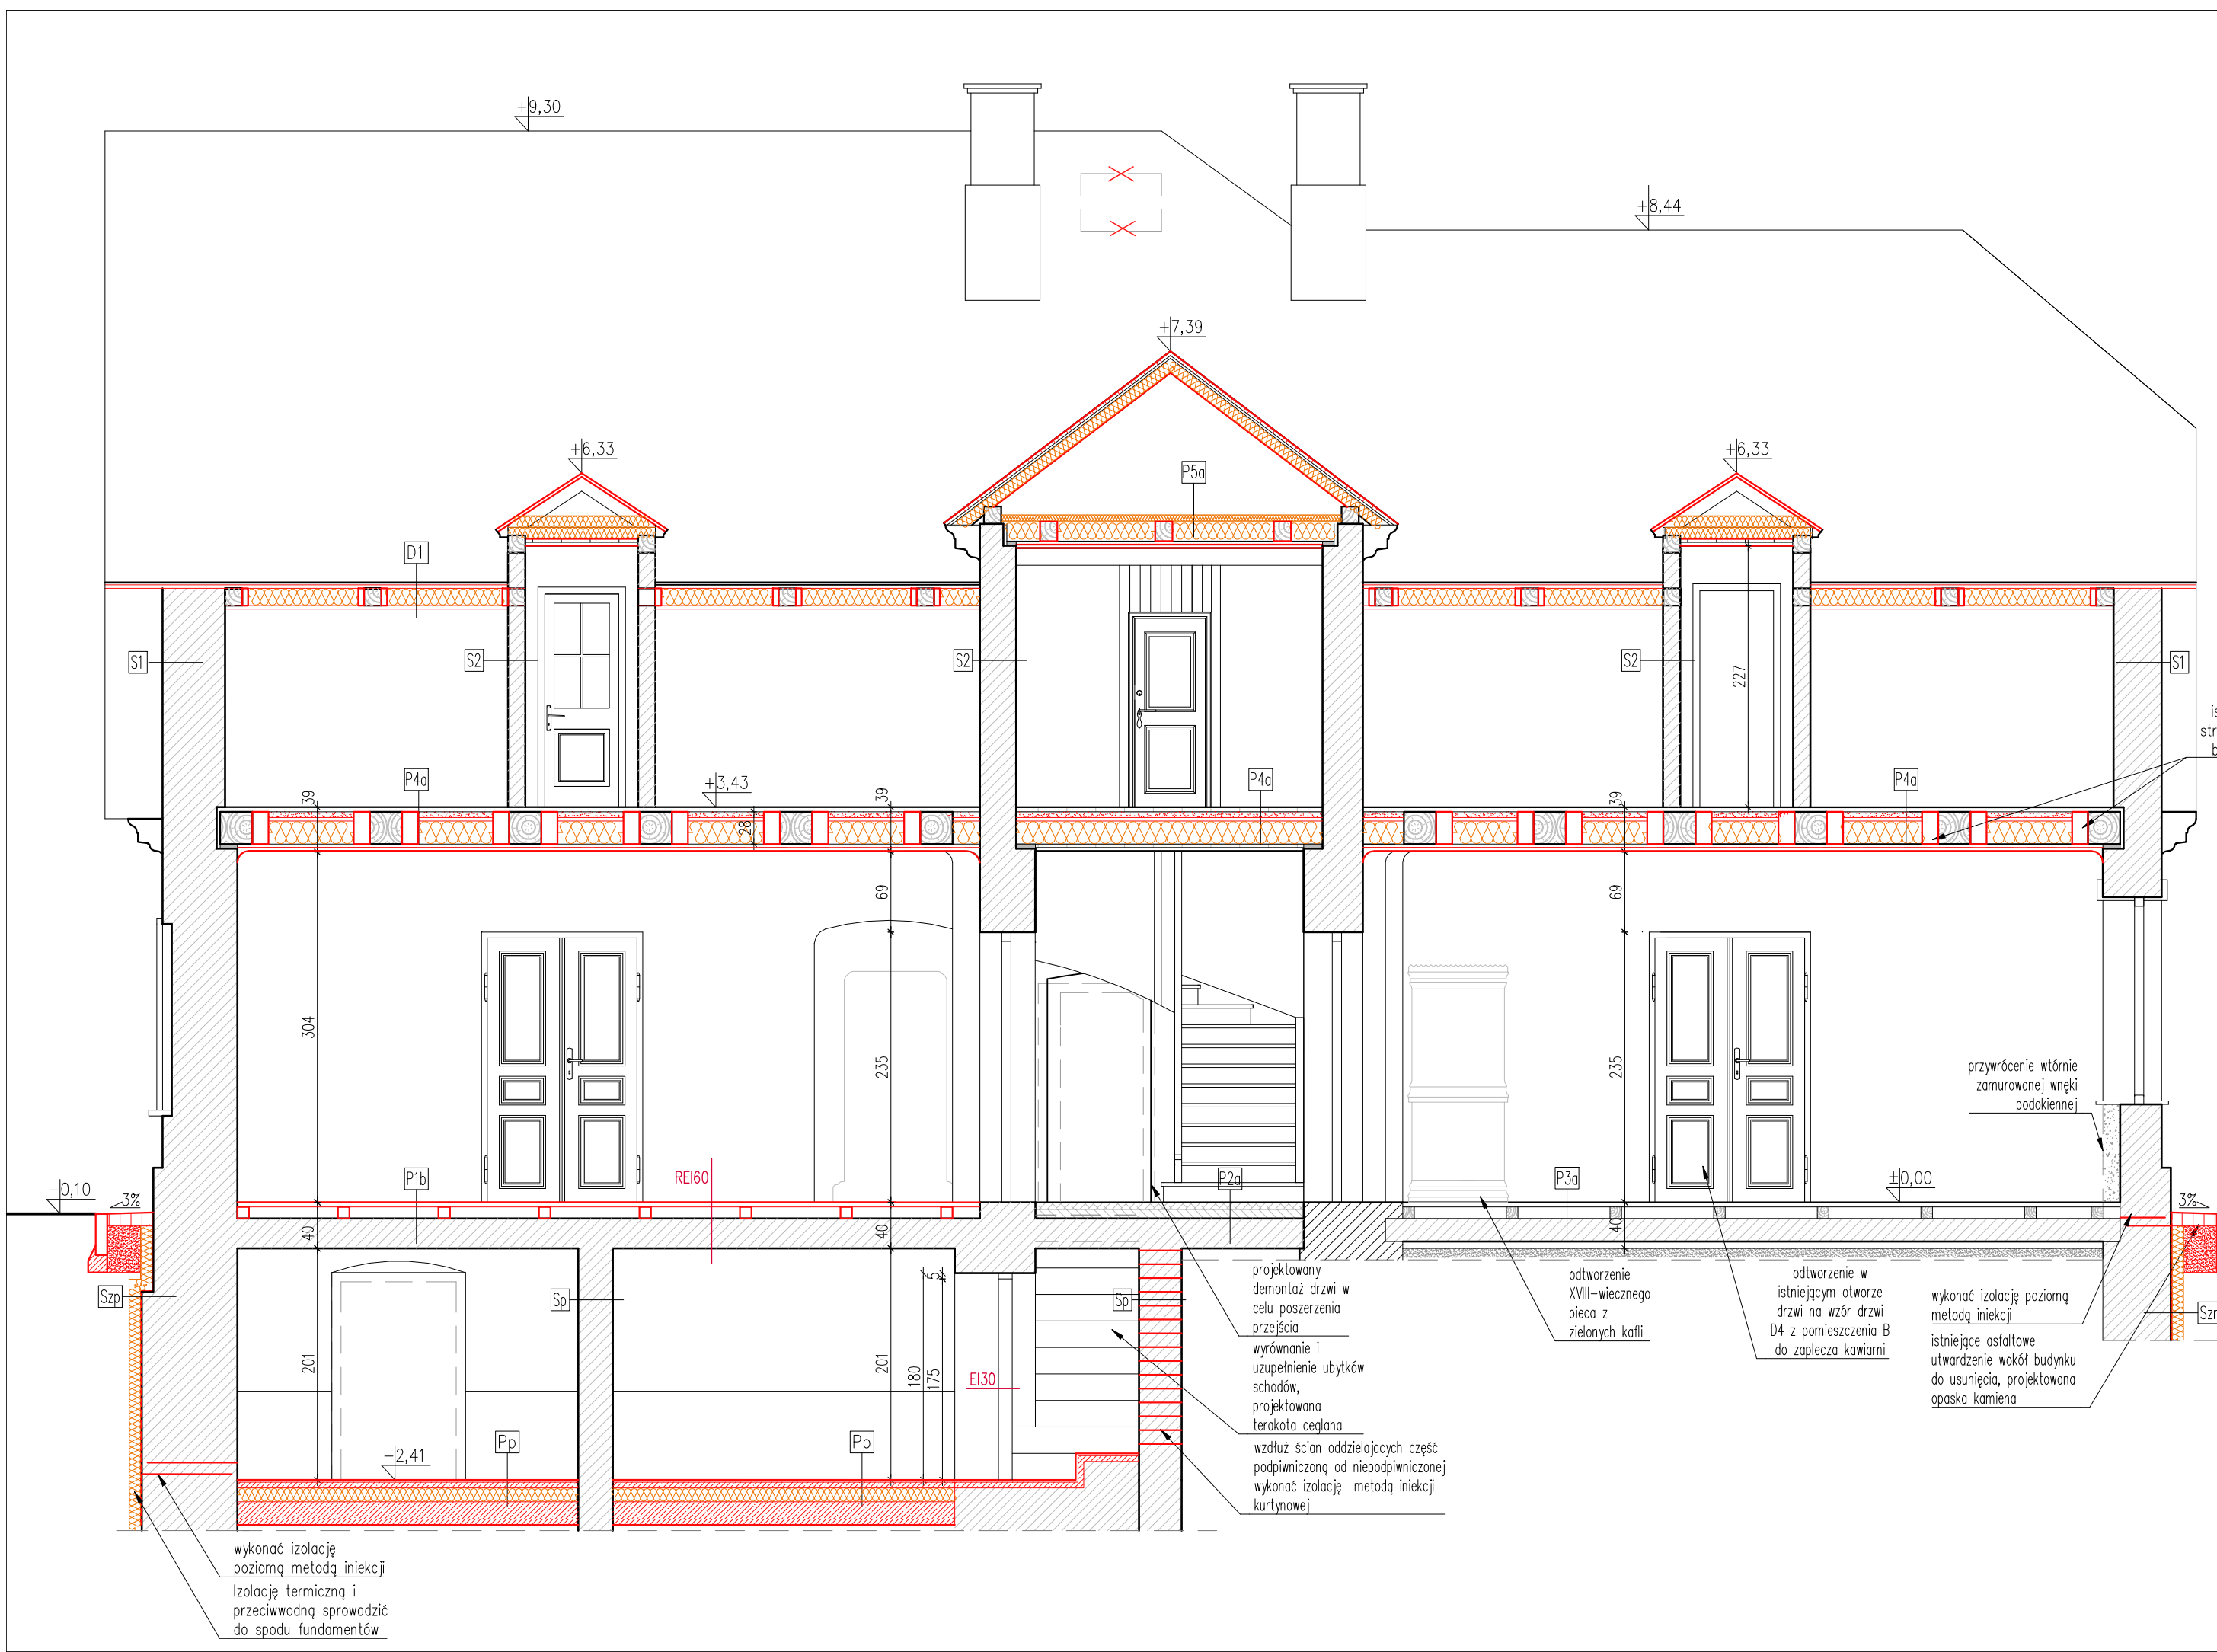 +9,30
+8,44
+7,39
+6,33
+6,33
P5a
D1
S1
S2
S2
S2
S1
227
is
str
b
P4a
+3,43
P4a
P4a
39
39
39
28
69
69
304
235
235
przywrócenie wtórnie
zamurowanej wnęki
podokiennej
-0,10
3%
P1b
REI60
P2a
P3a
±0,00
3%
40
40
40
Szp
Sp
Sp
projektowany
demontaż drzwi w
celu poszerzenia
przejścia
odtworzenie
XVIII-wiecznego
pieca z
zielonych kafli
odtworzenie w
istniejącym otworze
drzwi na wzór drzwi
D4 z pomieszczenia B
do zaplecza kawiarni
wykonać izolację poziomą
metodą iniekcji
istniejące asfaltowe
utwardzenie wokół budynku
do usunięcia, projektowana
opaska kamiena
201
201
180
175
5
EI30
wyrównanie i
uzupełnienie ubytków
schodów,
projektowana
terakota ceglana
Pp
Pp
-2,41
wzdłuż ścian oddzielajacych część
podpiwniczoną od niepodpiwniczonej
wykonać izolację metodą iniekcji
kurtynowej
wykonać izolację
poziomą metodą iniekcji
Izolację termiczną i
przeciwwodną sprowadzić
do spodu fundamentów